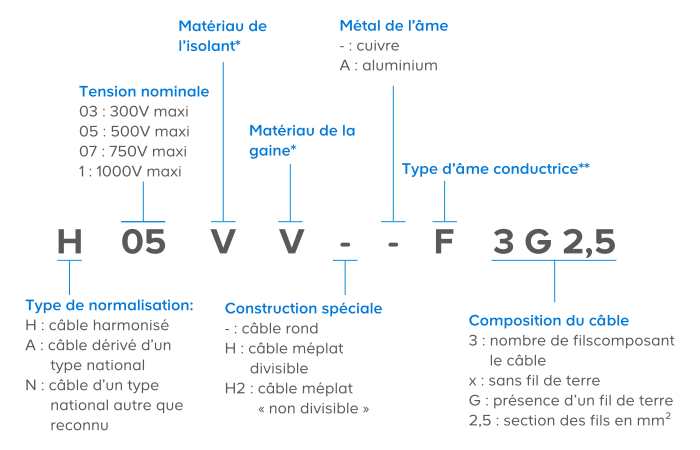 Matériau de
l'isolant*
Métal de l'âme
- : cuivre
A : aluminium
Tension nominale
03 : 300V maxi
05 : 500V maxi
07 : 750V maxi
1 : 1000V maxi
Matériau de la
gaine*
Type d'âme conductrice**
H 05 V V - - F 3 G 2,5
Type de normalisation:
H : câble harmonisé
A : câble dérivé d'un
type national
N : câble d'un type
national autre que
reconnu
Construction spéciale
- : câble rond
H : câble méplat
divisible
H2 : câble méplat
« non divisible »
Composition du câble
3 : nombre de filscomposant
le câble
x : sans fil de terre
G : présence d'un fil de terre
2,5 : section des fils en mm²